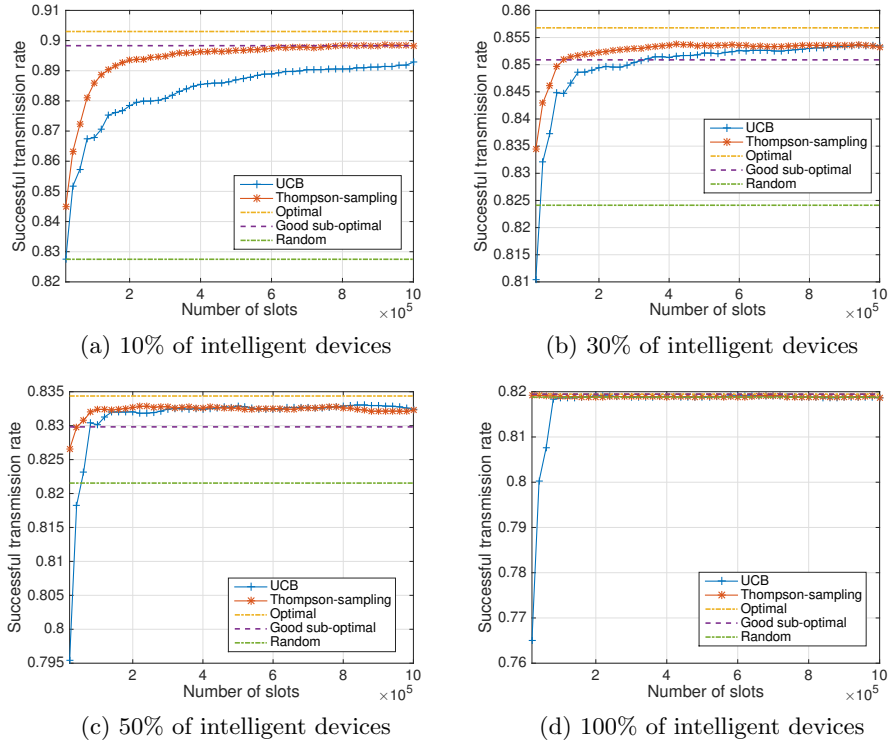 Successful transmission rate
0.9
0.89
0.88
0.87
0.86
0.85
0.84
0.83
0.82
UCB
Thompson-sampling
Optimal
Good sub-optimal
Random
2 4 6 8 10
Number of slots
×10^5
(a) 10% of intelligent devices
Successful transmission rate
0.86
0.855
0.85
0.845
0.84
0.835
0.83
0.825
0.82
0.815
0.81
UCB
Thompson-sampling
Optimal
Good sub-optimal
Random
2 4 6 8 10
Number of slots
×10^5
(b) 30% of intelligent devices
Successful transmission rate
0.835
0.83
0.825
0.82
0.815
0.81
0.805
0.8
0.795
UCB
Thompson-sampling
Optimal
Good sub-optimal
Random
2 4 6 8 10
Number of slots
×10^5
(c) 50% of intelligent devices
Successful transmission rate
0.82
0.81
0.8
0.79
0.78
0.77
0.76
UCB
Thompson-sampling
Optimal
Good sub-optimal
Random
2 4 6 8 10
Number of slots
×10^5
(d) 100% of intelligent devices